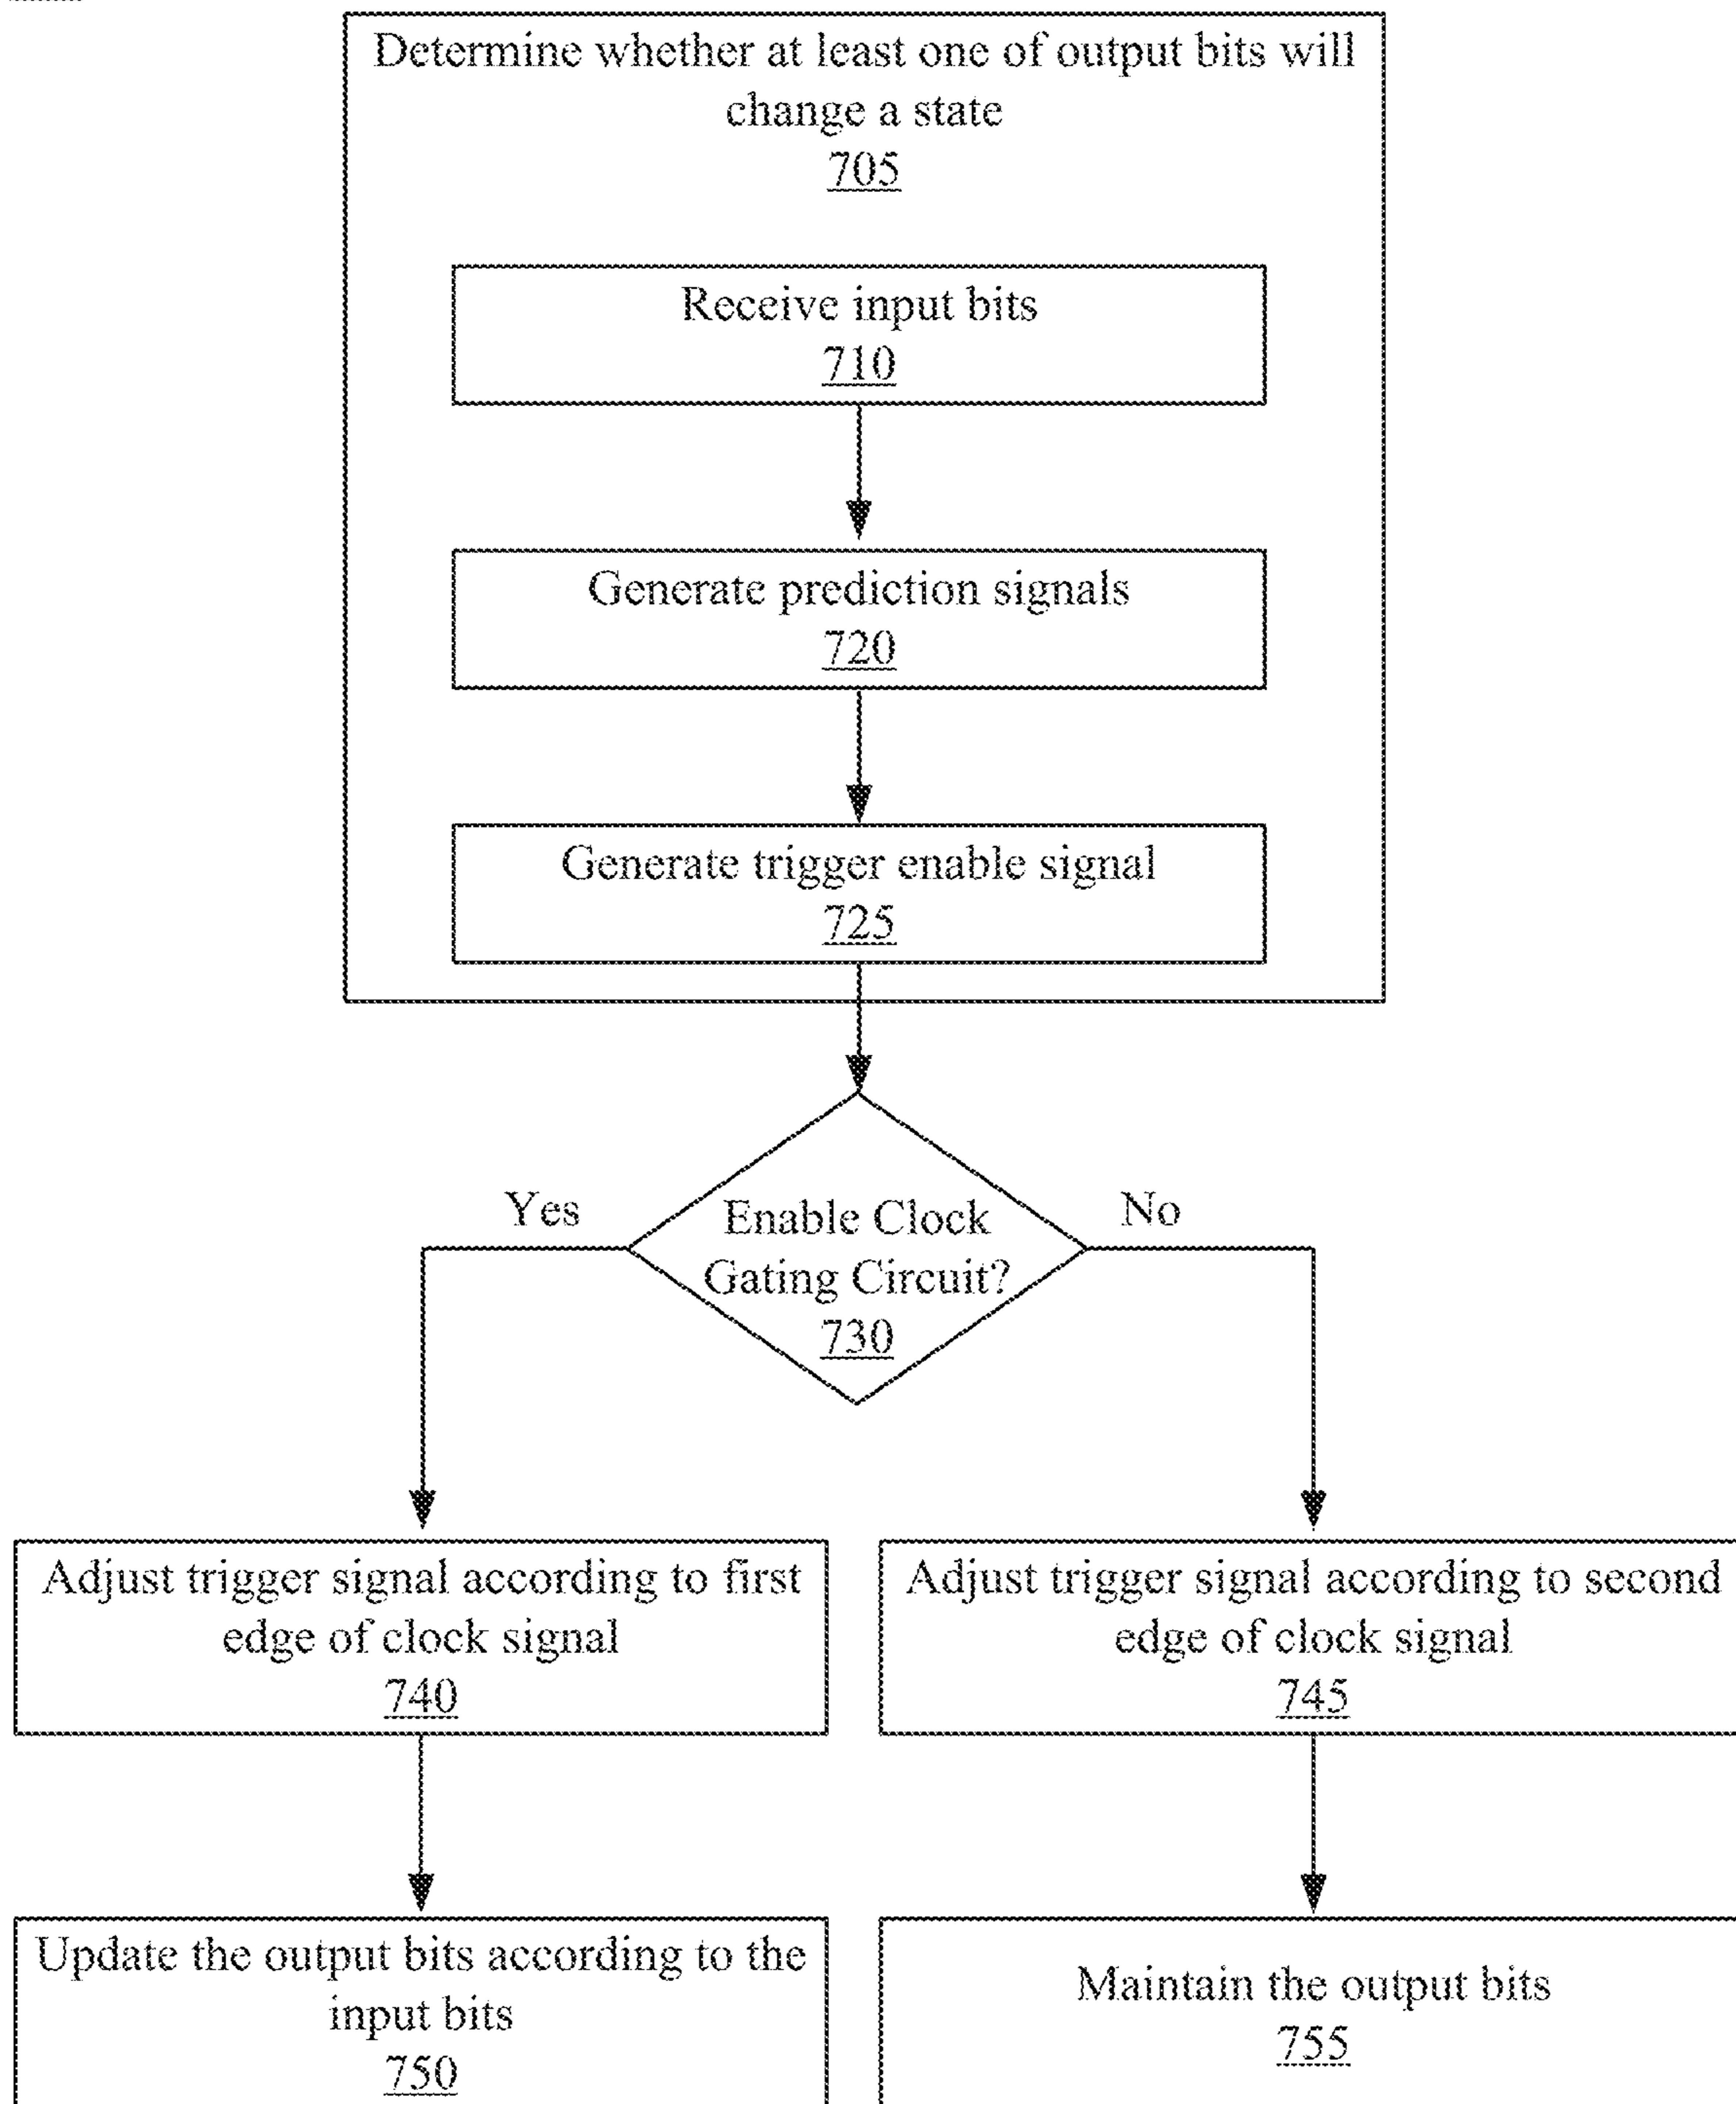 Determine whether at least one of output bits will
change a state
705
Receive input bits
710
Generate prediction signals
720
Generate trigger enable signal
725
Yes
No
Enable Clock
Gating Circuit?
730
Adjust trigger signal according to first
edge of clock signal
740
Adjust trigger signal according to second
edge of clock signal
745
Update the output bits according to the
input bits
750
Maintain the output bits
755